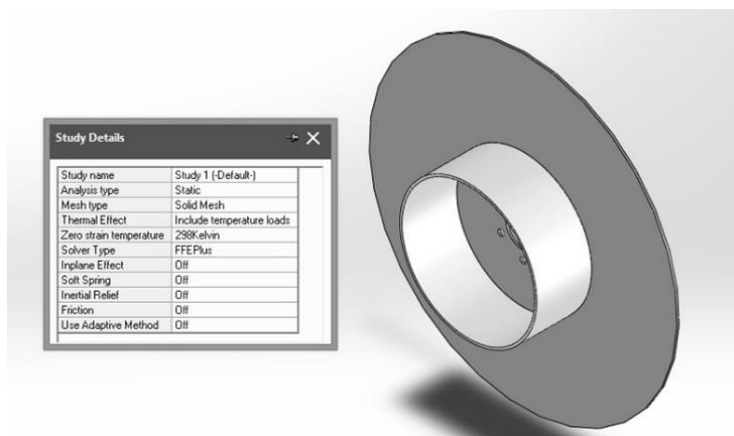 Study Details
Study name Study 1 (-Default-)
Analysis type Static
Mesh type Solid Mesh
Thermal Effect Include temperature loads
Zero strain temperature 298Kelvin
Solver Type FFEPlus
Inplane Effect Off
Soft Spring Off
Inertial Relief Off
Friction Off
Use Adaptive Method Off